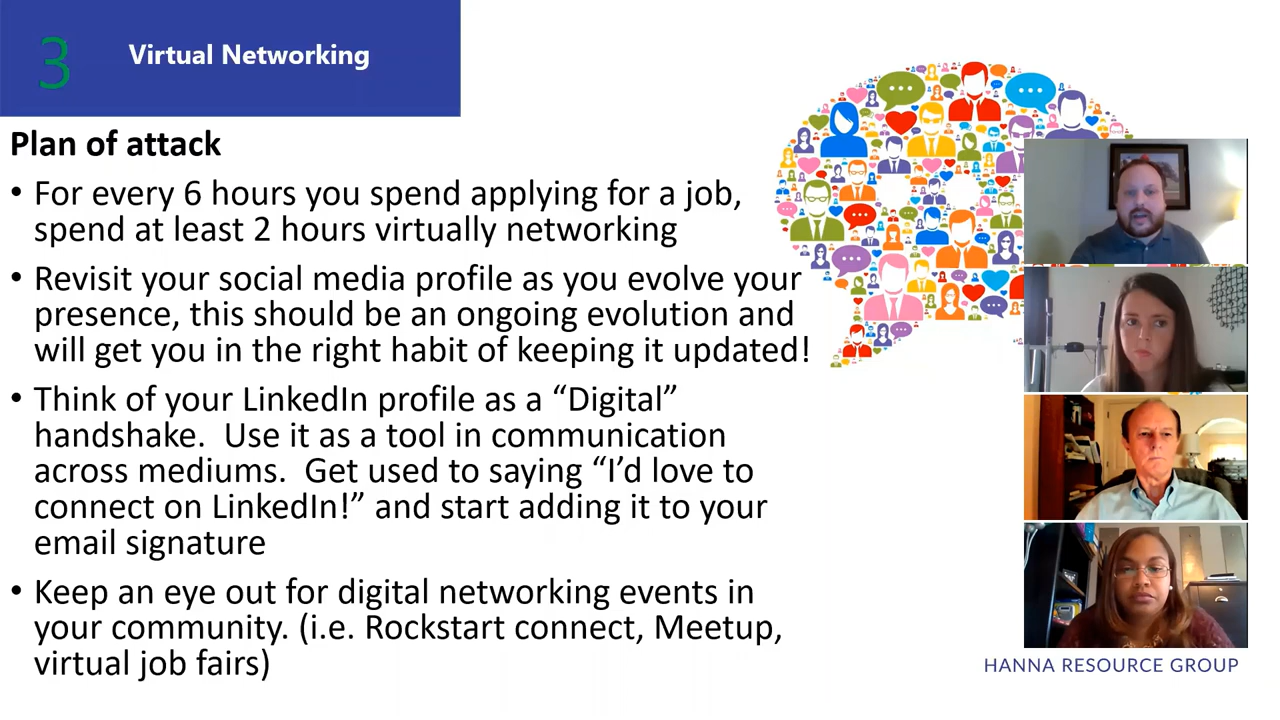 3
Virtual Networking
Plan of attack
• For every 6 hours you spend applying for a job,
spend at least 2 hours virtually networking
• Revisit your social media profile as you evolve your
presence, this should be an ongoing evolution and
will get you in the right habit of keeping it updated!
• Think of your LinkedIn profile as a “Digital”
handshake.  Use it as a tool in communication
across mediums.  Get used to saying “I’d love to
connect on LinkedIn!” and start adding it to your
email signature
• Keep an eye out for digital networking events in
your community. (i.e. Rockstart connect, Meetup,
virtual job fairs)
HANNA RESOURCE GROUP